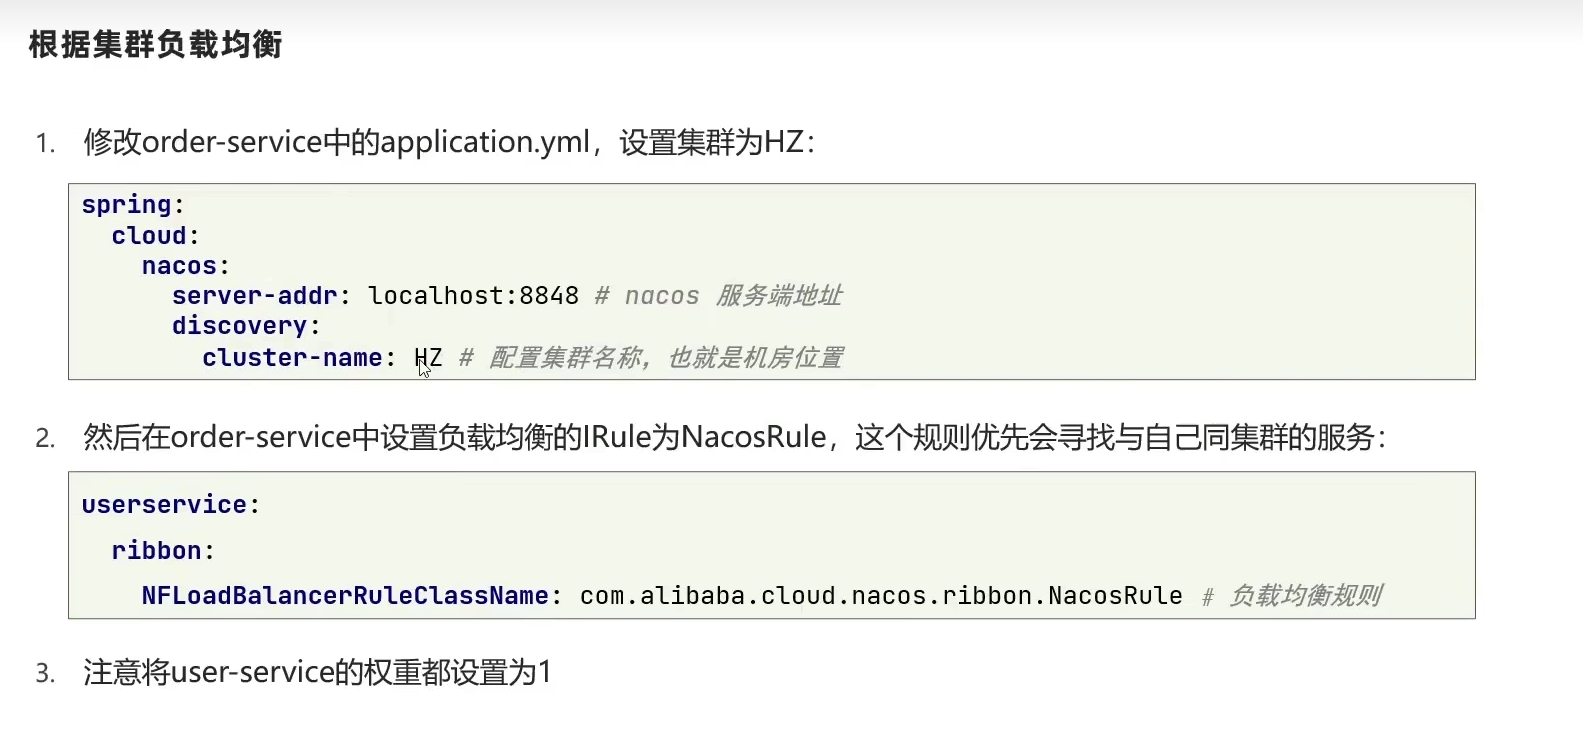 根据集群负载均衡
1. 修改order-service中的application.yml，设置集群为HZ：
spring:
  cloud:
    nacos:
      server-addr: localhost:8848 # nacos 服务端地址
      discovery:
        cluster-name: HZ # 配置集群名称，也就是机房位置
2. 然后在order-service中设置负载均衡的IRule为NacosRule，这个规则优先会寻找与自己同集群的服务：
userservice:
  ribbon:
    NFLoadBalancerRuleClassName: com.alibaba.cloud.nacos.ribbon.NacosRule # 负载均衡规则
3. 注意将user-service的权重都设置为1